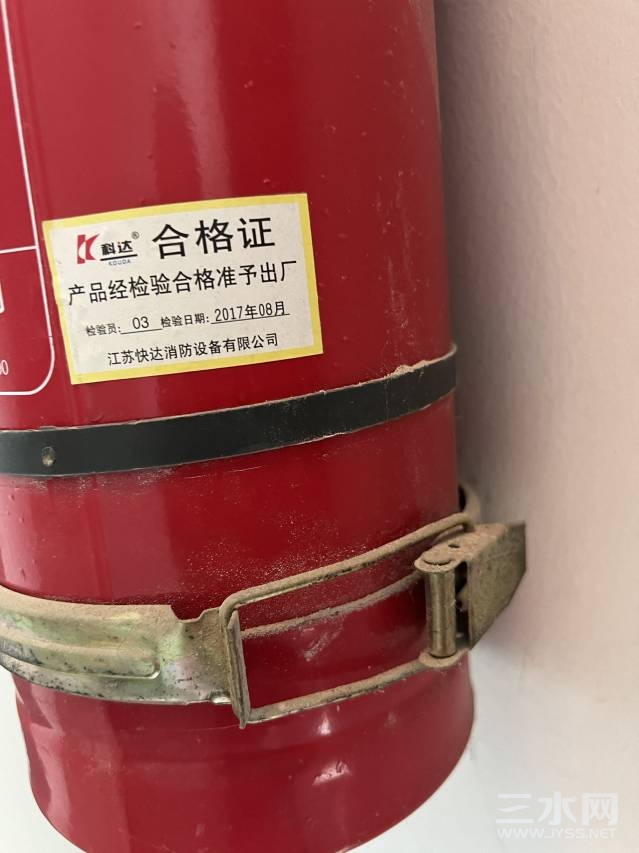 科达® 合格证
KOUDA
产品经检验合格准予出厂
检验员: 03 检验日期: 2017年08月
江苏快达消防设备有限公司
三水网
WWW.JYSS.NET